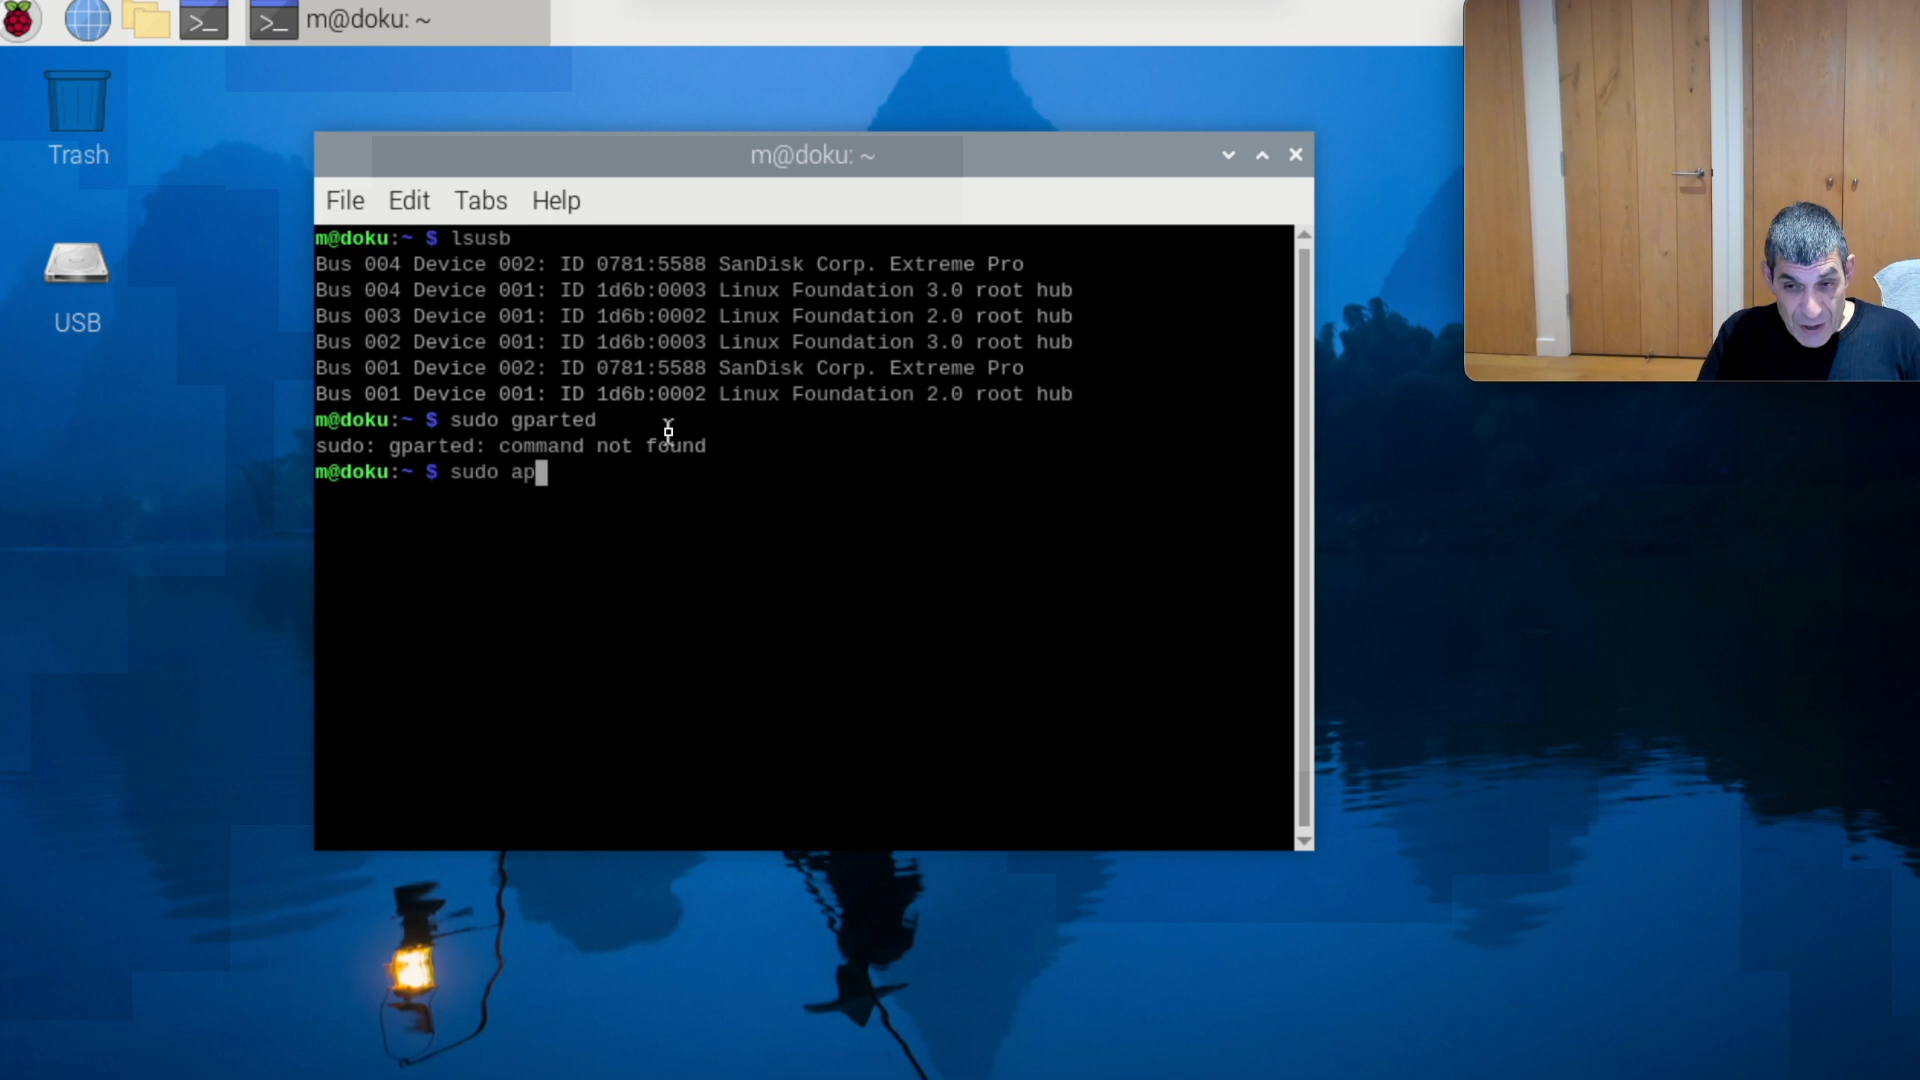 m@doku: ~
Trash
USB
m@doku: ~
File Edit Tabs Help
m@doku:~ $ lsusb
Bus 004 Device 002: ID 0781:5588 SanDisk Corp. Extreme Pro
Bus 004 Device 001: ID 1d6b:0003 Linux Foundation 3.0 root hub
Bus 003 Device 001: ID 1d6b:0002 Linux Foundation 2.0 root hub
Bus 002 Device 001: ID 1d6b:0003 Linux Foundation 3.0 root hub
Bus 001 Device 002: ID 0781:5588 SanDisk Corp. Extreme Pro
Bus 001 Device 001: ID 1d6b:0002 Linux Foundation 2.0 root hub
m@doku:~ $ sudo gparted
sudo: gparted: command not found
m@doku:~ $ sudo ap